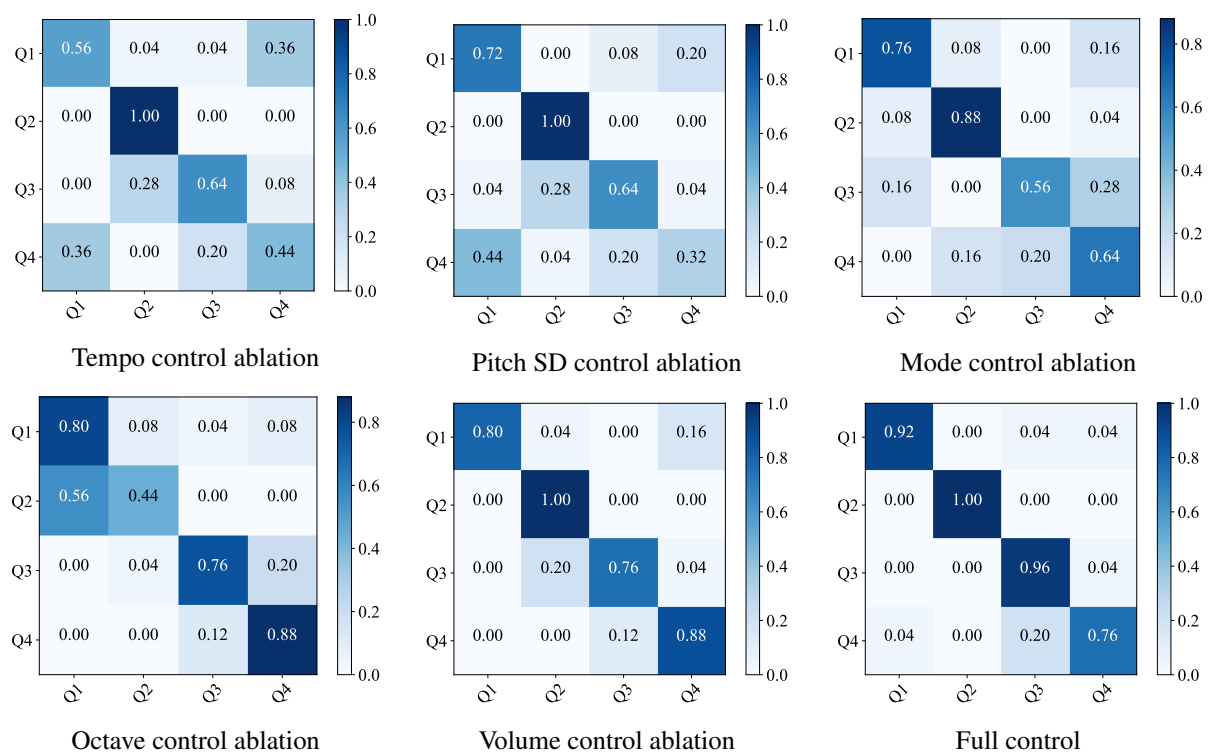 1.0
Q1 0.56 0.04 0.04 0.36
0.8
Q2 0.00 1.00 0.00 0.00
0.6
0.4
Q3 0.00 0.28 0.64 0.08
0.2
Q4 0.36 0.00 0.20 0.44
0.0
Q1 Q2 Q3 Q4
Tempo control ablation
1.0
Q1 0.72 0.00 0.08 0.20
0.8
Q2 0.00 1.00 0.00 0.00
0.6
0.4
Q3 0.04 0.28 0.64 0.04
0.2
Q4 0.44 0.04 0.20 0.32
0.0
Q1 Q2 Q3 Q4
Pitch SD control ablation
0.8
Q1 0.76 0.08 0.00 0.16
0.6
Q2 0.08 0.88 0.00 0.04
0.4
Q3 0.16 0.00 0.56 0.28
0.2
Q4 0.00 0.16 0.20 0.64
0.0
Q1 Q2 Q3 Q4
Mode control ablation
0.8
Q1 0.80 0.08 0.04 0.08
0.6
Q2 0.56 0.44 0.00 0.00
0.4
Q3 0.00 0.04 0.76 0.20
0.2
Q4 0.00 0.00 0.12 0.88
0.0
Q1 Q2 Q3 Q4
Octave control ablation
1.0
Q1 0.80 0.04 0.00 0.16
0.8
Q2 0.00 1.00 0.00 0.00
0.6
0.4
Q3 0.00 0.20 0.76 0.04
0.2
Q4 0.00 0.00 0.12 0.88
0.0
Q1 Q2 Q3 Q4
Volume control ablation
1.0
Q1 0.92 0.00 0.04 0.04
0.8
Q2 0.00 1.00 0.00 0.00
0.6
0.4
Q3 0.00 0.00 0.96 0.04
0.2
Q4 0.04 0.00 0.20 0.76
0.0
Q1 Q2 Q3 Q4
Full control